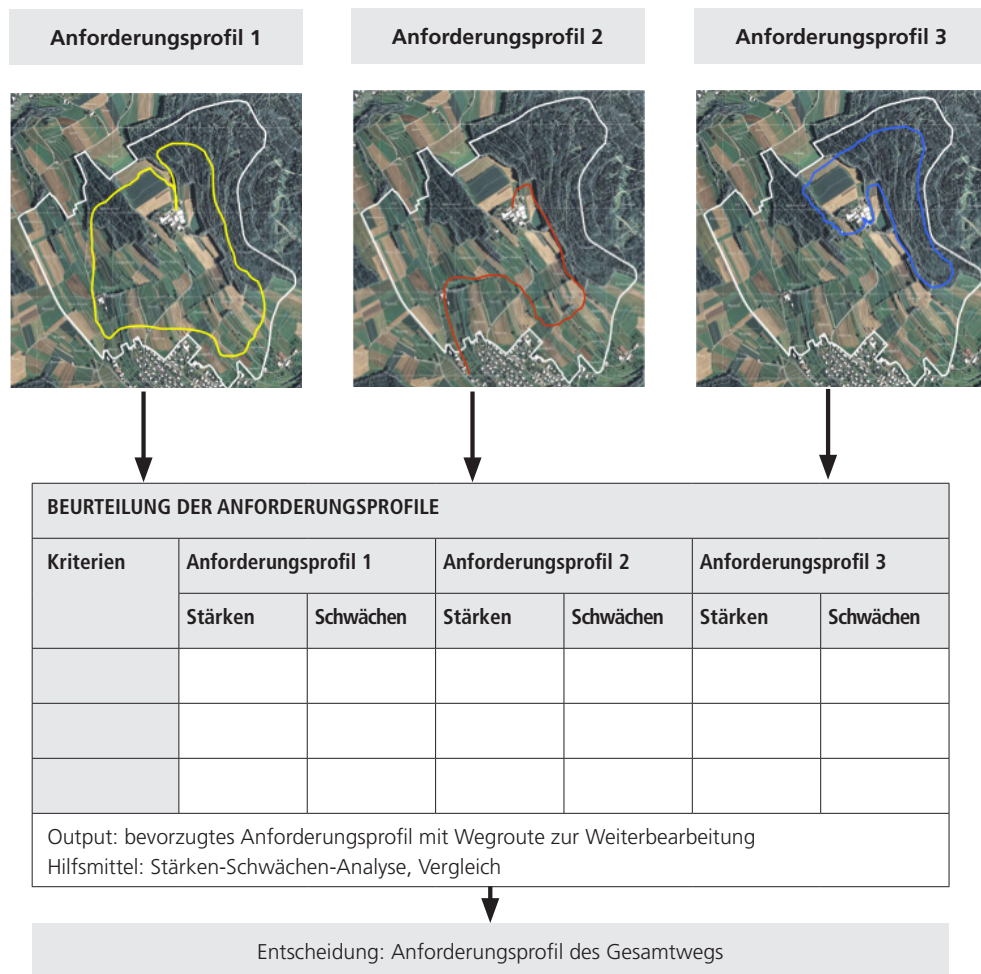 Anforderungsprofil 1
Anforderungsprofil 2
Anforderungsprofil 3
BEURTEILUNG DER ANFORDERUNGSPROFILE
Kriterien
Anforderungsprofil 1
Anforderungsprofil 2
Anforderungsprofil 3
Stärken
Schwächen
Stärken
Schwächen
Stärken
Schwächen
Output: bevorzugtes Anforderungsprofil mit Wegroute zur Weiterbearbeitung
Hilfsmittel: Stärken-Schwächen-Analyse, Vergleich
Entscheidung: Anforderungsprofil des Gesamtwegs